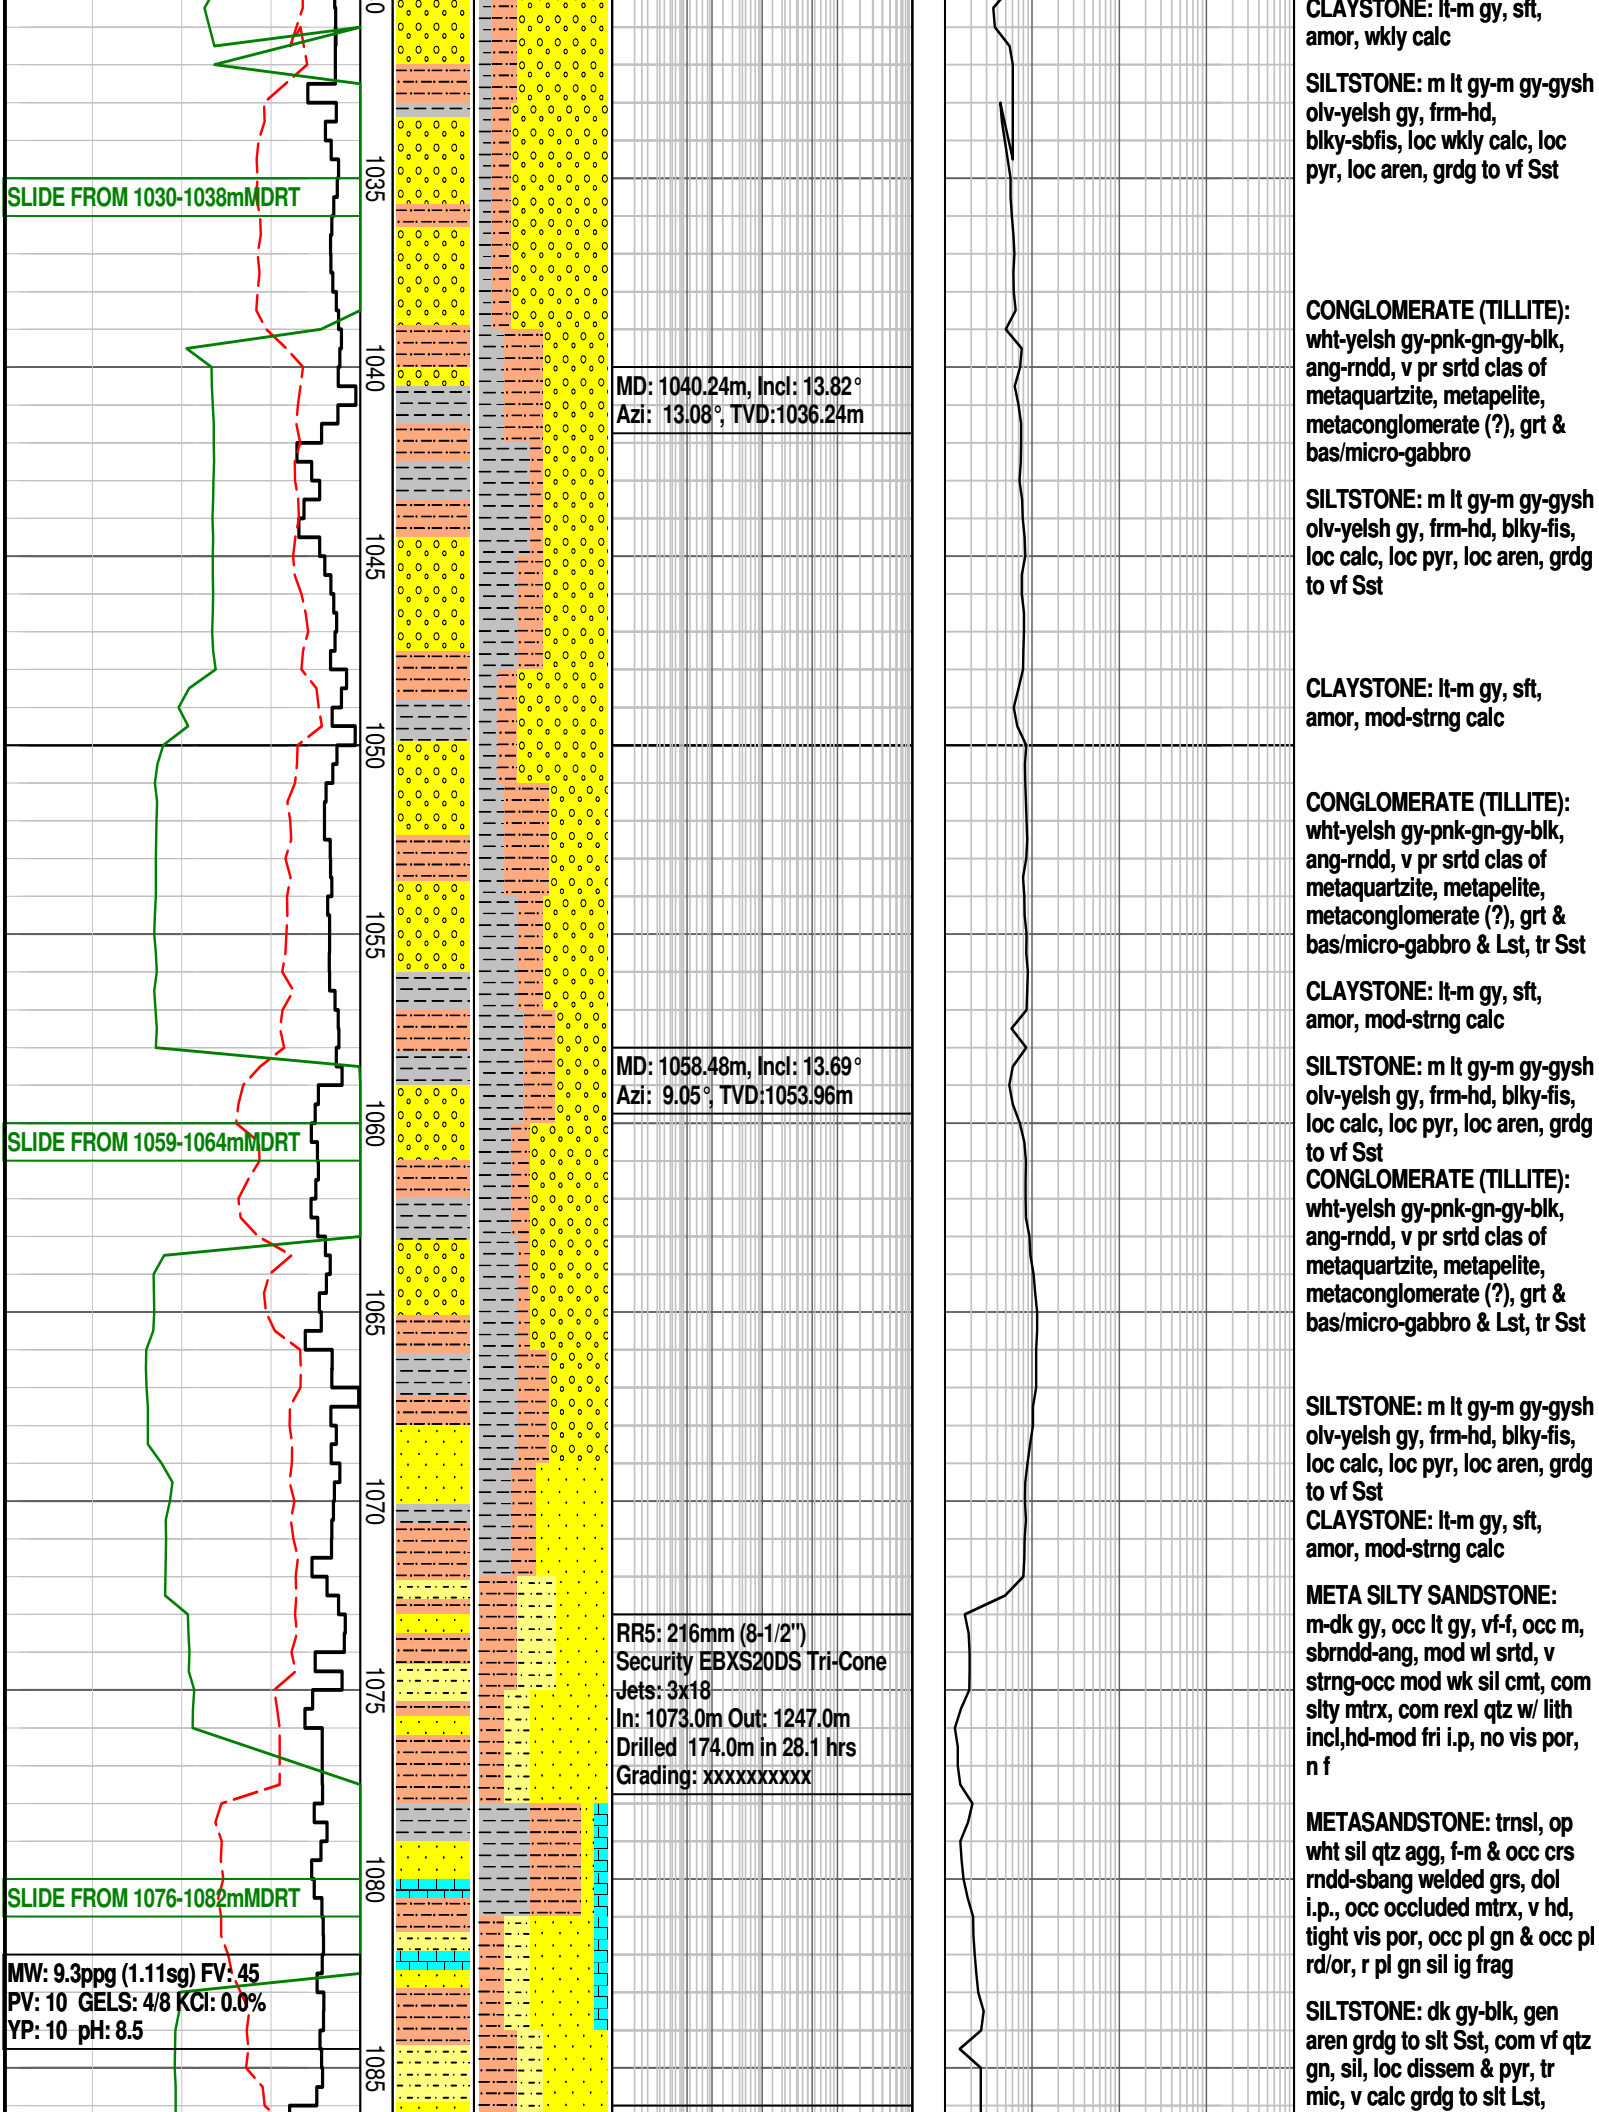 0
1035
1040
1045
1050
1055
1060
1065
1070
1075
1080
1085
SLIDE FROM 1030-1038mMDRT
SLIDE FROM 1059-1064mMDRT
SLIDE FROM 1076-1082mMDRT
MW: 9.3ppg (1.11sg) FV: 45
PV: 10 GELS: 4/8 KCl: 0.0%
YP: 10 pH: 8.5
MD: 1040.24m, Incl: 13.82°
Azi: 13.08°, TVD:1036.24m
MD: 1058.48m, Incl: 13.69°
Azi: 9.05°, TVD:1053.96m
RR5: 216mm (8-1/2")
Security EBXS20DS Tri-Cone
Jets: 3x18
In: 1073.0m Out: 1247.0m
Drilled 174.0m in 28.1 hrs
Grading: xxxxxxxxxx
CLAYSTONE: lt-m gy, sft,
amor, wkly calc
SILTSTONE: m lt gy-m gy-gysh
olv-yelsh gy, frm-hd,
blky-sbfis, loc wkly calc, loc
pyr, loc aren, grdg to vf Sst
CONGLOMERATE (TILLITE):
wht-yelsh gy-pnk-gn-gy-blk,
ang-rndd, v pr srtd clas of
metaquartzite, metapelite,
metaconglomerate (?), grt &
bas/micro-gabbro
SILTSTONE: m lt gy-m gy-gysh
olv-yelsh gy, frm-hd, blky-fis,
loc calc, loc pyr, loc aren, grdg
to vf Sst
CLAYSTONE: lt-m gy, sft,
amor, mod-strng calc
CONGLOMERATE (TILLITE):
wht-yelsh gy-pnk-gn-gy-blk,
ang-rndd, v pr srtd clas of
metaquartzite, metapelite,
metaconglomerate (?), grt &
bas/micro-gabbro & Lst, tr Sst
CLAYSTONE: lt-m gy, sft,
amor, mod-strng calc
SILTSTONE: m lt gy-m gy-gysh
olv-yelsh gy, frm-hd, blky-fis,
loc calc, loc pyr, loc aren, grdg
to vf Sst
CONGLOMERATE (TILLITE):
wht-yelsh gy-pnk-gn-gy-blk,
ang-rndd, v pr srtd clas of
metaquartzite, metapelite,
metaconglomerate (?), grt &
bas/micro-gabbro & Lst, tr Sst
SILTSTONE: m lt gy-m gy-gysh
olv-yelsh gy, frm-hd, blky-fis,
loc calc, loc pyr, loc aren, grdg
to vf Sst
CLAYSTONE: lt-m gy, sft,
amor, mod-strng calc
META SILTY SANDSTONE:
m-dk gy, occ lt gy, vf-f, occ m,
sbrndd-ang, mod wl srtd, v
strng-occ mod wk sil cmt, com
slty mtrx, com rexl qtz w/ lith
incl,hd-mod fri i.p, no vis por,
n f
METASANDSTONE: trnsl, op
wht sil qtz agg, f-m & occ crs
rndd-sbang welded grs, dol
i.p., occ occluded mtrx, v hd,
tight vis por, occ pl gn & occ pl
rd/or, r pl gn sil ig frag
SILTSTONE: dk gy-blk, gen
aren grdg to slt Sst, com vf qtz
gn, sil, loc dissem & pyr, tr
mic, v calc grdg to slt Lst,